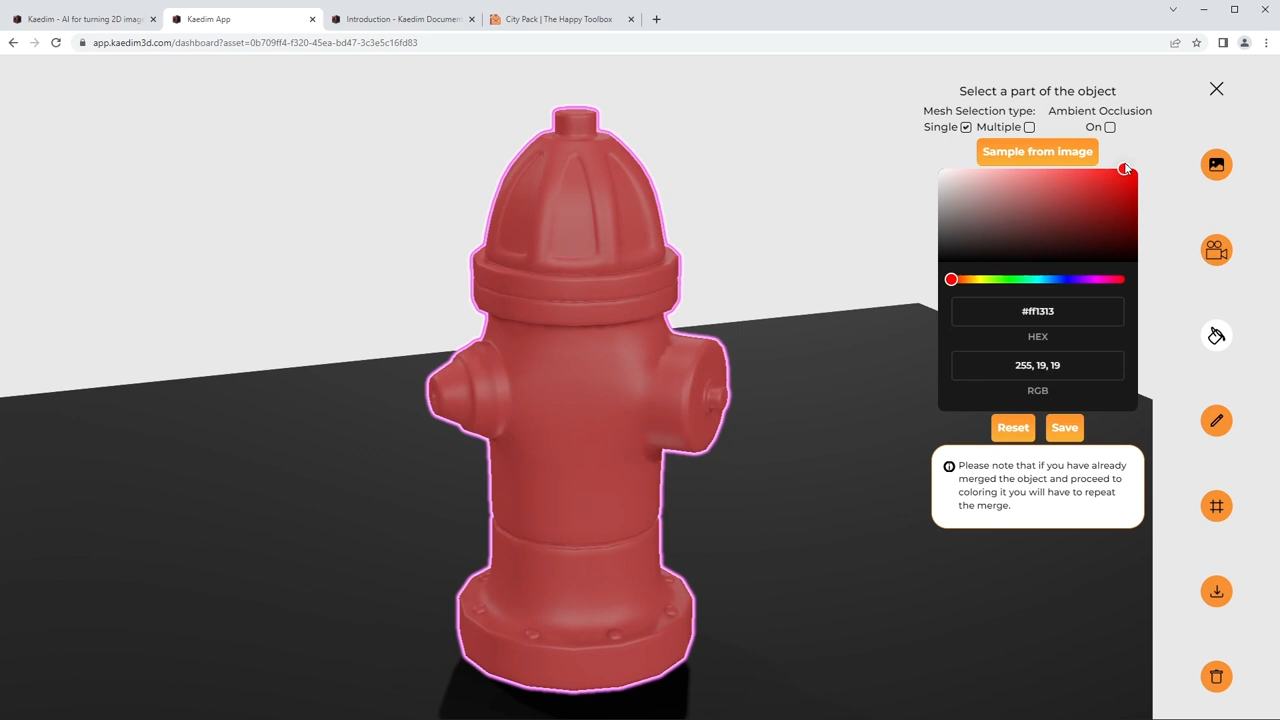 Kaedim - AI for turning 2D imag
Kaedim App
Introduction - Kaedim Documen
City Pack | The Happy Toolbox
app.kaedim3d.com/dashboard?asset=0b709ff4-f320-45ea-bd47-3c3e5c16fd83
Select a part of the object
Mesh Selection type: Ambient Occlusion
Single Multiple On
Sample from image
#ff1313
HEX
255, 19, 19
RGB
Reset Save
Please note that if you have already
merged the object and proceed to
coloring it you will have to repeat
the merge.